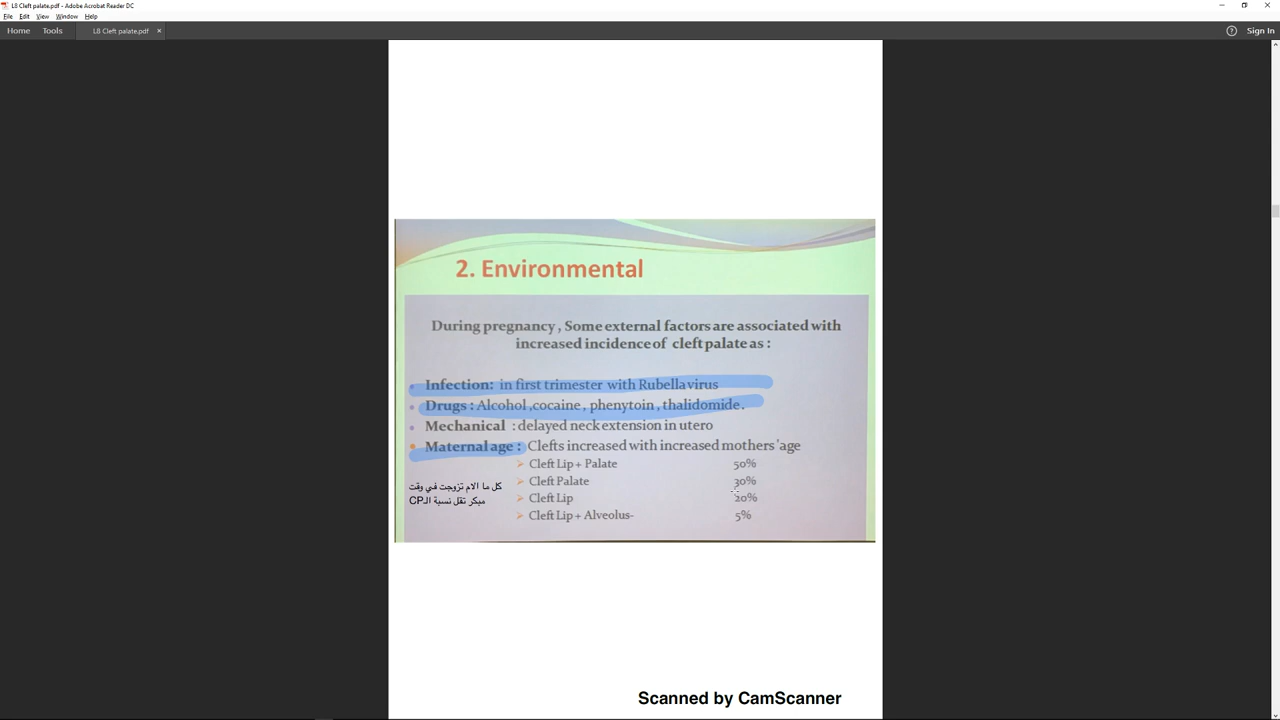 L8 Cleft palate.pdf - Adobe Acrobat Reader DC
File Edit View Window Help
Home Tools L8 Cleft palate.pdf × Sign In
2. Environmental
During pregnancy , Some external factors are associated with
increased incidence of cleft palate as :
• Infection: in first trimester with Rubella virus
• Drugs : Alcohol ,cocaine , phenytoin , thalidomide .
• Mechanical : delayed neck extension in utero
• Maternal age : Clefts increased with increased mothers 'age
➢ Cleft Lip + Palate 50%
➢ Cleft Palate 30%
➢ Cleft Lip 20%
➢ Cleft Lip + Alveolus- 5%
كل ما الام تزوجت في وقت
مبكر تقل نسبة الـCP
Scanned by CamScanner